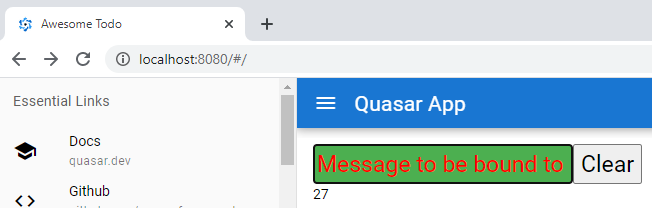 Awesome Todo
localhost:8080/#/
Essential Links
Docs
quasar.dev
Github
Quasar App
Message to be bound to
Clear
27